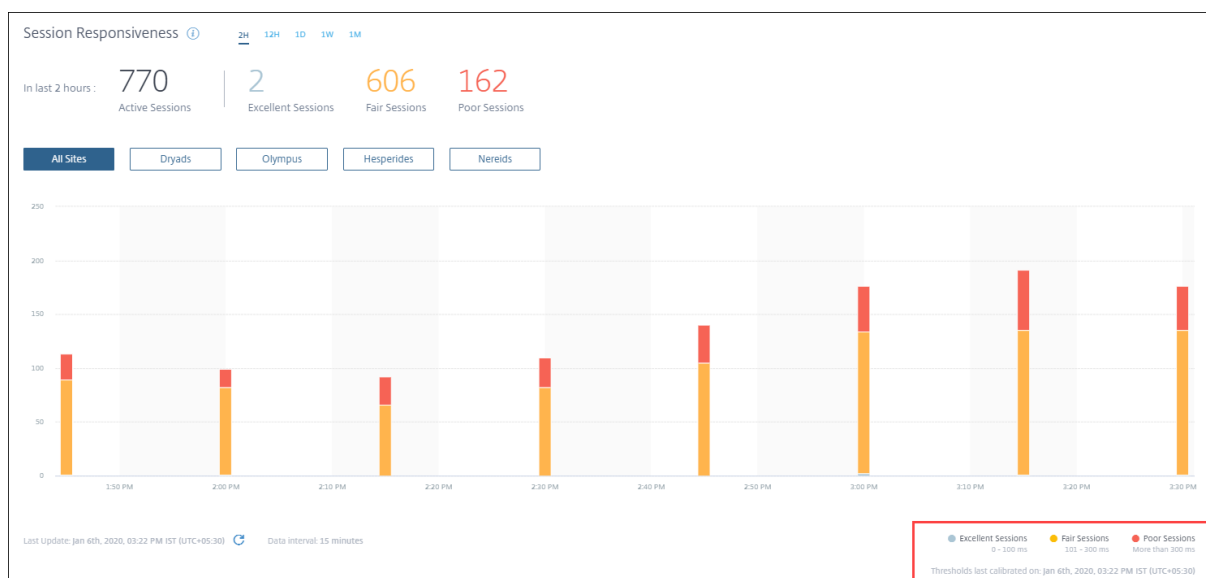 Session Responsiveness i 2H 12H 1D 1W 1M
In last 2 hours : 770 2 606 162
Active Sessions Excellent Sessions Fair Sessions Poor Sessions
All Sites Dryads Olympus Hesperides Nereids
250
200
150
100
50
0
1:50 PM 2:00 PM 2:10 PM 2:20 PM 2:30 PM 2:40 PM 2:50 PM 3:00 PM 3:10 PM 3:20 PM 3:30 PM
Last Update: Jan 6th, 2020, 03:22 PM IST (UTC+05:30) Data interval: 15 minutes
Excellent Sessions Fair Sessions Poor Sessions
0 - 100 ms 101 - 300 ms More than 300 ms
Thresholds last calibrated on: Jan 6th, 2020, 03:22 PM IST (UTC+05:30)